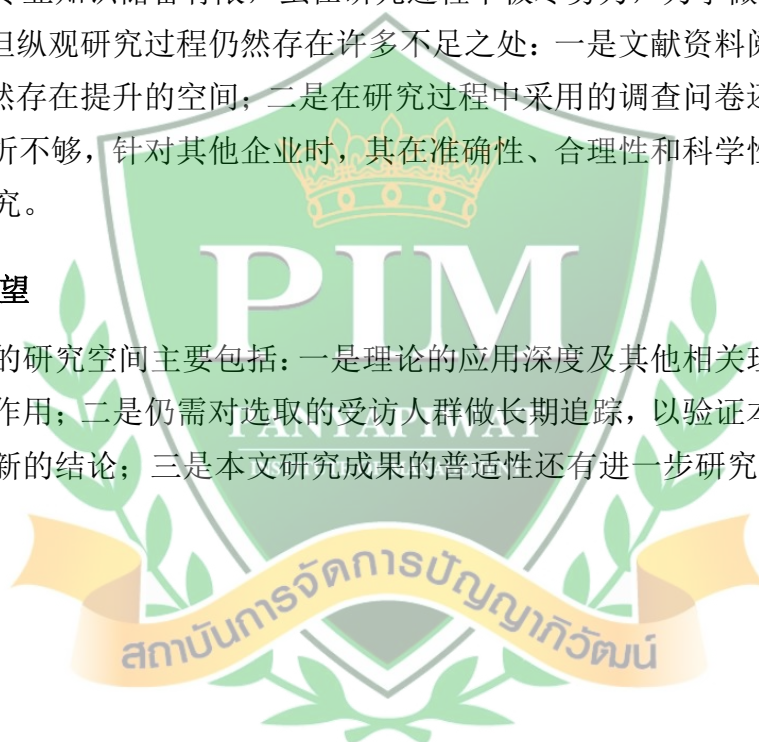 但纵观研究过程仍然存在许多不足之处：一是文献资料阅
然存在提升的空间；二是在研究过程中采用的调查问卷还
析不够，针对其他企业时，其在准确性、合理性和科学性
究。
望
的研究空间主要包括：一是理论的应用深度及其他相关理
作用；二是仍需对选取的受访人群做长期追踪，以验证本
新的结论；三是本文研究成果的普适性还有进一步研究
PIM
PANYAPIWAT
INSTITUTE OF MANAGEMENT
สถาบันการจัดการปัญญาภิวัฒน์